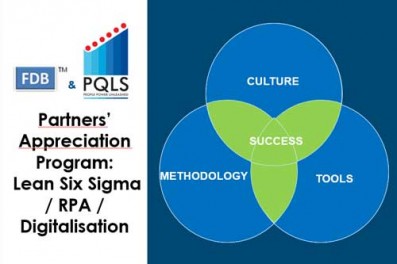 FDB™ & PQLS
PEOPLE POWER UNLEASHED
Partners'
Appreciation
Program:
Lean Six Sigma
/ RPA /
Digitalisation
CULTURE
SUCCESS
METHODOLOGY
TOOLS